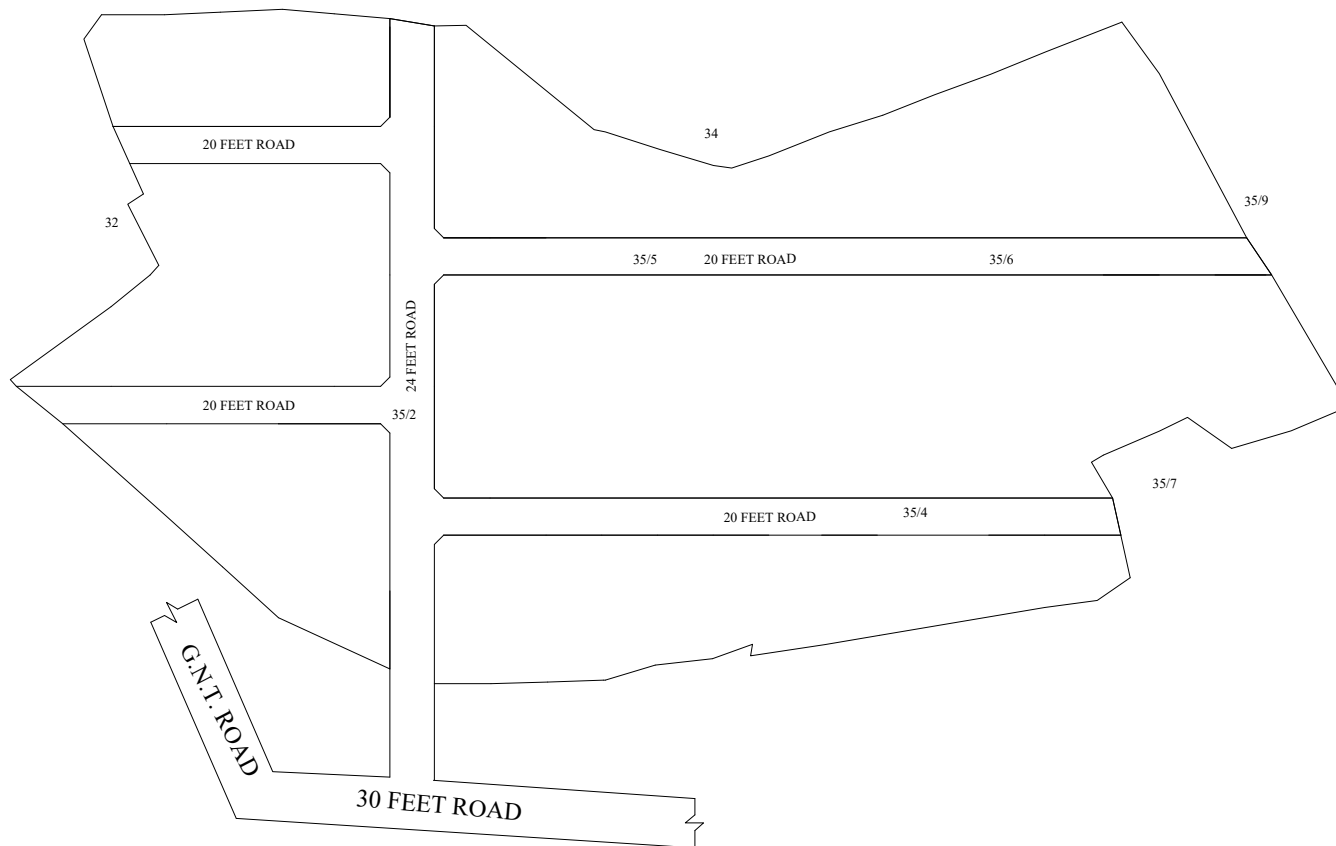 34
20 FEET ROAD
35/9
32
35/5
20 FEET ROAD
35/6
24 FEET ROAD
20 FEET ROAD
35/2
35/7
20 FEET ROAD
35/4
G.N.T. ROAD
30 FEET ROAD